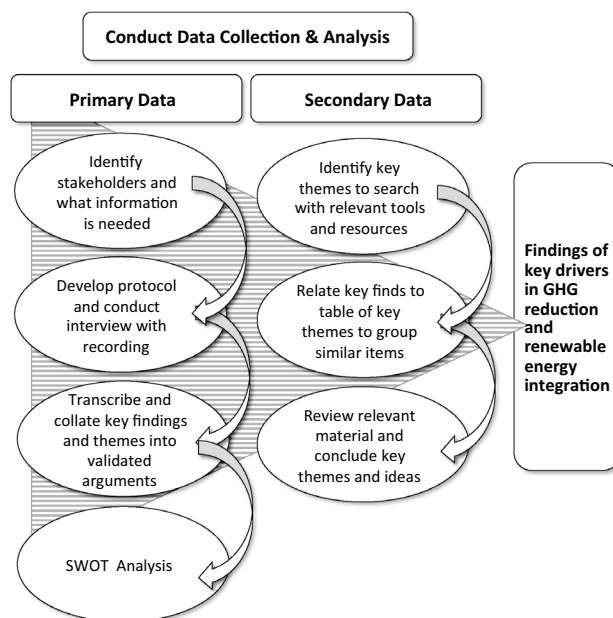 Conduct Data Collection & Analysis
Primary Data
Identify
stakeholders and
what information
is needed
Develop protocol
and conduct
interview with
recording
Transcribe and
collate key findings
and themes into
validated
arguments
SWOT Analysis
Secondary Data
Identify key
themes to search
with relevant tools
and resources
Relate key finds to
table of key
themes to group
similar items
Review relevant
material and
conclude key
themes and ideas
Findings of
key drivers
in GHG
reduction
and
renewable
energy
integration